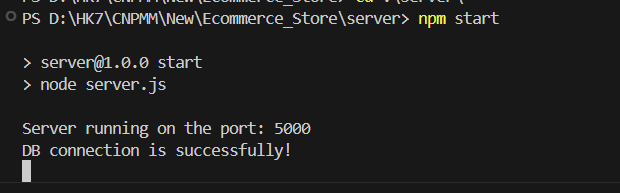 PS D:\HK7\CNPMM\New\Ecommerce_Store\server> npm start
> server@1.0.0 start
> node server.js
Server running on the port: 5000
DB connection is successfully!